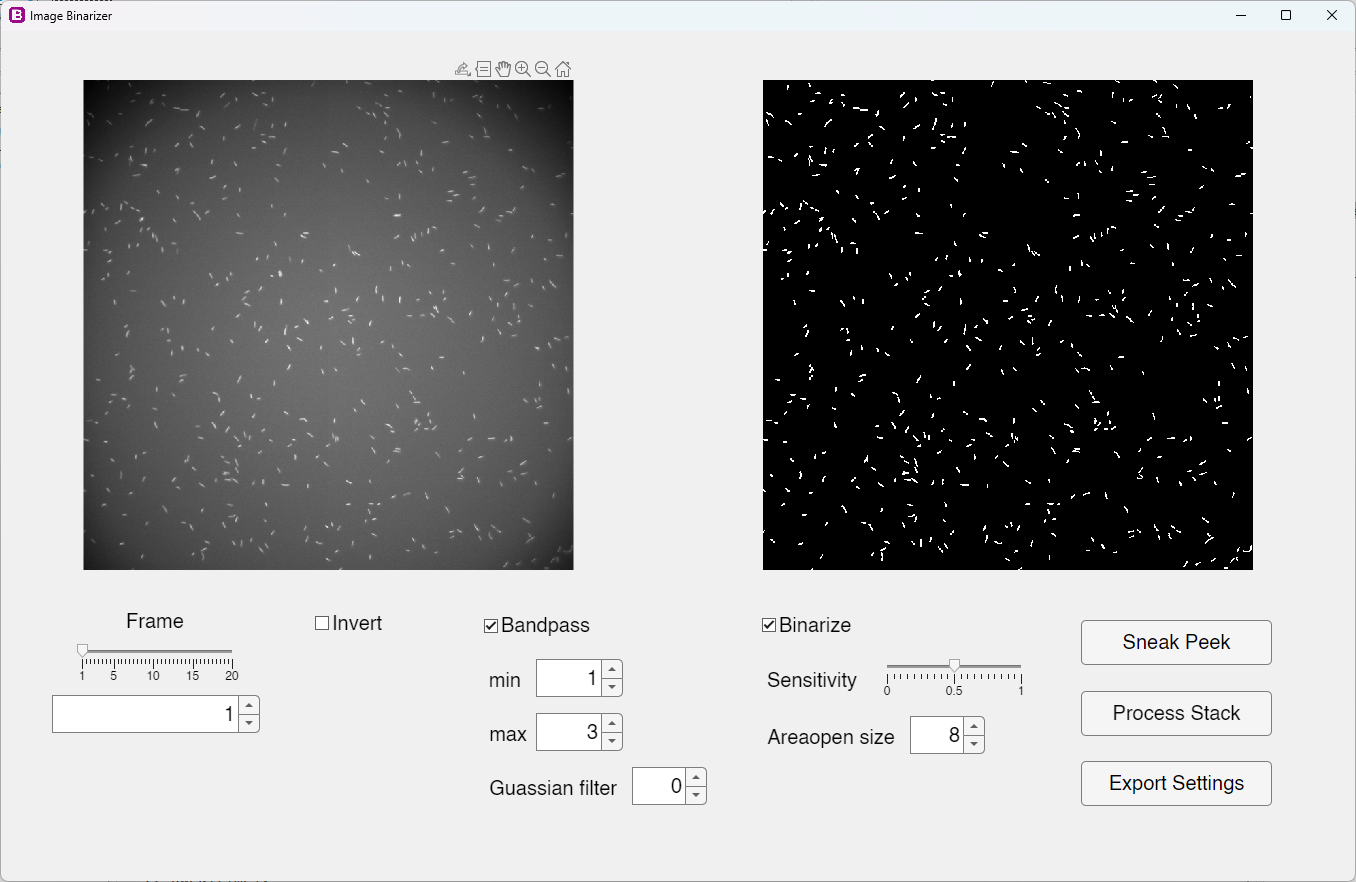 B Image Binarizer
Frame
1 5 10 15 20
1
Invert
Bandpass
min 1
max 3
Guassian filter 0
Binarize
Sensitivity
0 0.5 1
Areaopen size 8
Sneak Peek
Process Stack
Export Settings